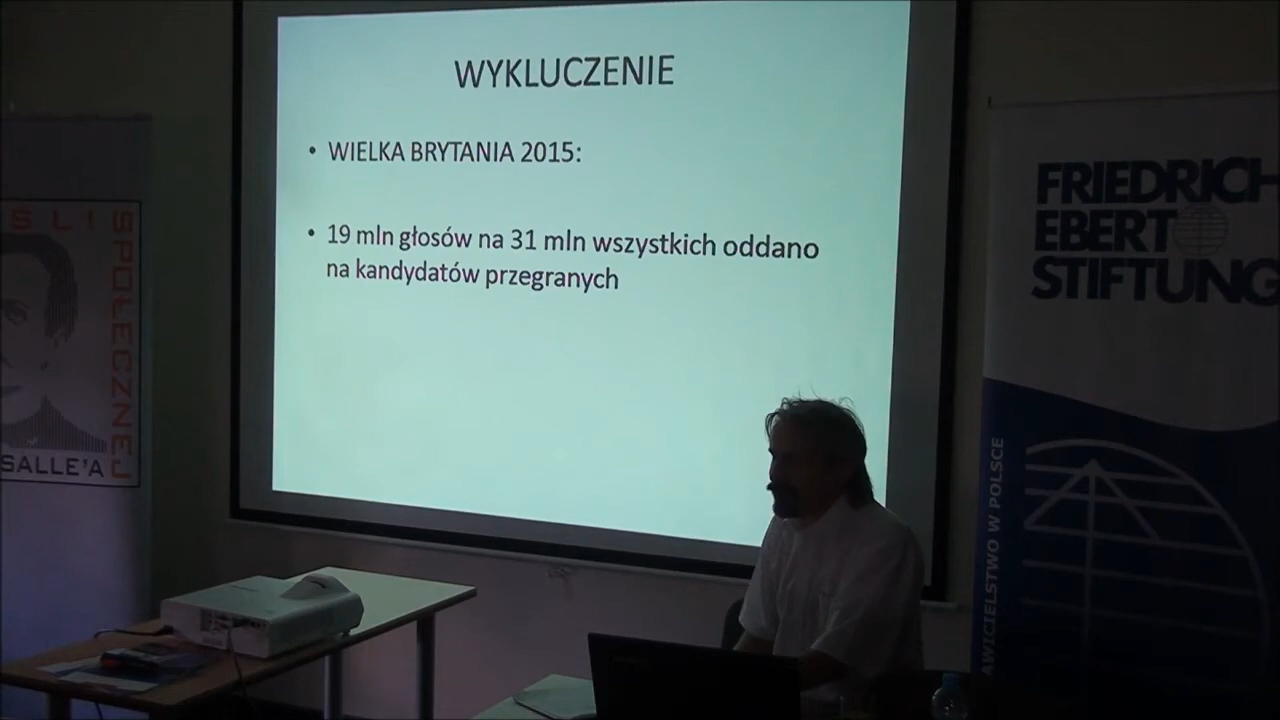 WYKLUCZENIE
• WIELKA BRYTANIA 2015:
• 19 mln głosów na 31 mln wszystkich oddano
na kandydatów przegranych
SPOŁECZNEJ
SALLE'A
FRIEDRICH
EBERT
STIFTUNG
AWICIELSTWO W POLSCE